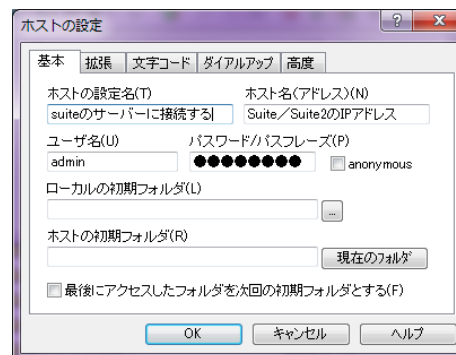 ホストの設定
基本 拡張 文字コード ダイアルアップ 高度
ホストの設定名(T) ホスト名(アドレス)(N)
suiteのサーバーに接続する Suite/Suite2のIPアドレス
ユーザ名(U) パスワード/パスフレーズ(P)
admin ●●●●●●●● anonymous
ローカルの初期フォルダ(L)
...
ホストの初期フォルダ(R)
現在のフォルダ
最後にアクセスしたフォルダを次回の初期フォルダとする(F)
OK キャンセル ヘルプ